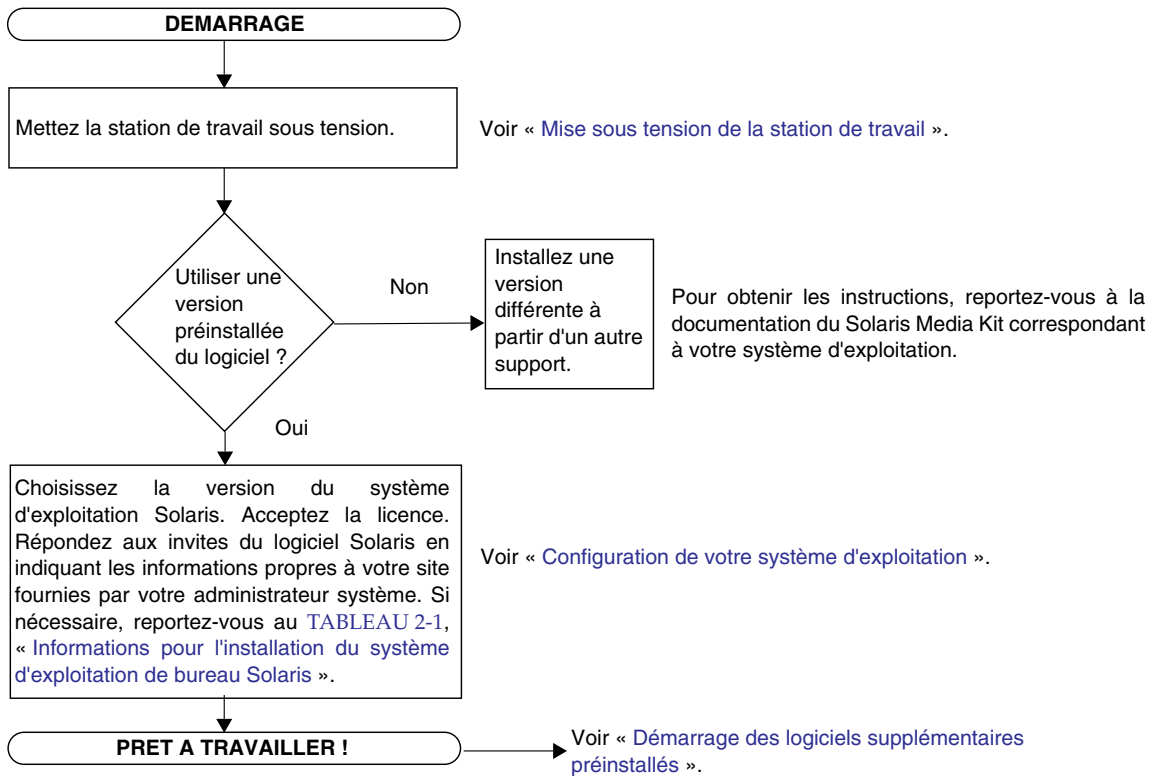 DEMARRAGE
Mettez la station de travail sous tension.
Voir « Mise sous tension de la station de travail ».
Utiliser une
version
préinstallée
du logiciel ?
Non
Installez une
version
différente à
partir d'un autre
support.
Pour obtenir les instructions, reportez-vous à la
documentation du Solaris Media Kit correspondant
à votre système d'exploitation.
Oui
Choisissez la version du système
d'exploitation Solaris. Acceptez la licence.
Répondez aux invites du logiciel Solaris en
indiquant les informations propres à votre site
fournies par votre administrateur système. Si
nécessaire, reportez-vous au TABLEAU 2-1,
« Informations pour l'installation du système
d'exploitation de bureau Solaris ».
Voir « Configuration de votre système d'exploitation ».
PRET A TRAVAILLER !
Voir « Démarrage des logiciels supplémentaires
préinstallés ».